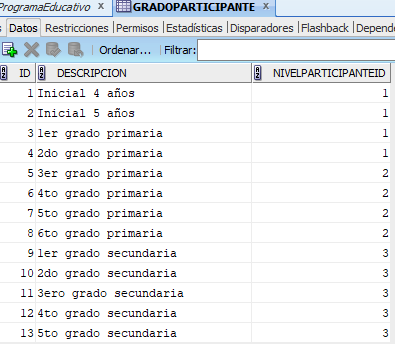 ProgramaEducativo x GRADOPARTICIPANTE x
s Datos Restricciones Permisos Estadísticas Disparadores Flashback Depend
Ordenar... Filtrar:
ID DESCRIPCION NIVELPARTICIPANTEID
1 Inicial 4 años 1
2 Inicial 5 años 1
3 1er grado primaria 1
4 2do grado primaria 1
5 3er grado primaria 2
6 4to grado primaria 2
7 5to grado primaria 2
8 6to grado primaria 2
9 1er grado secundaria 3
10 2do grado secundaria 3
11 3ero grado secundaria 3
12 4to grado secundaria 3
13 5to grado secundaria 3